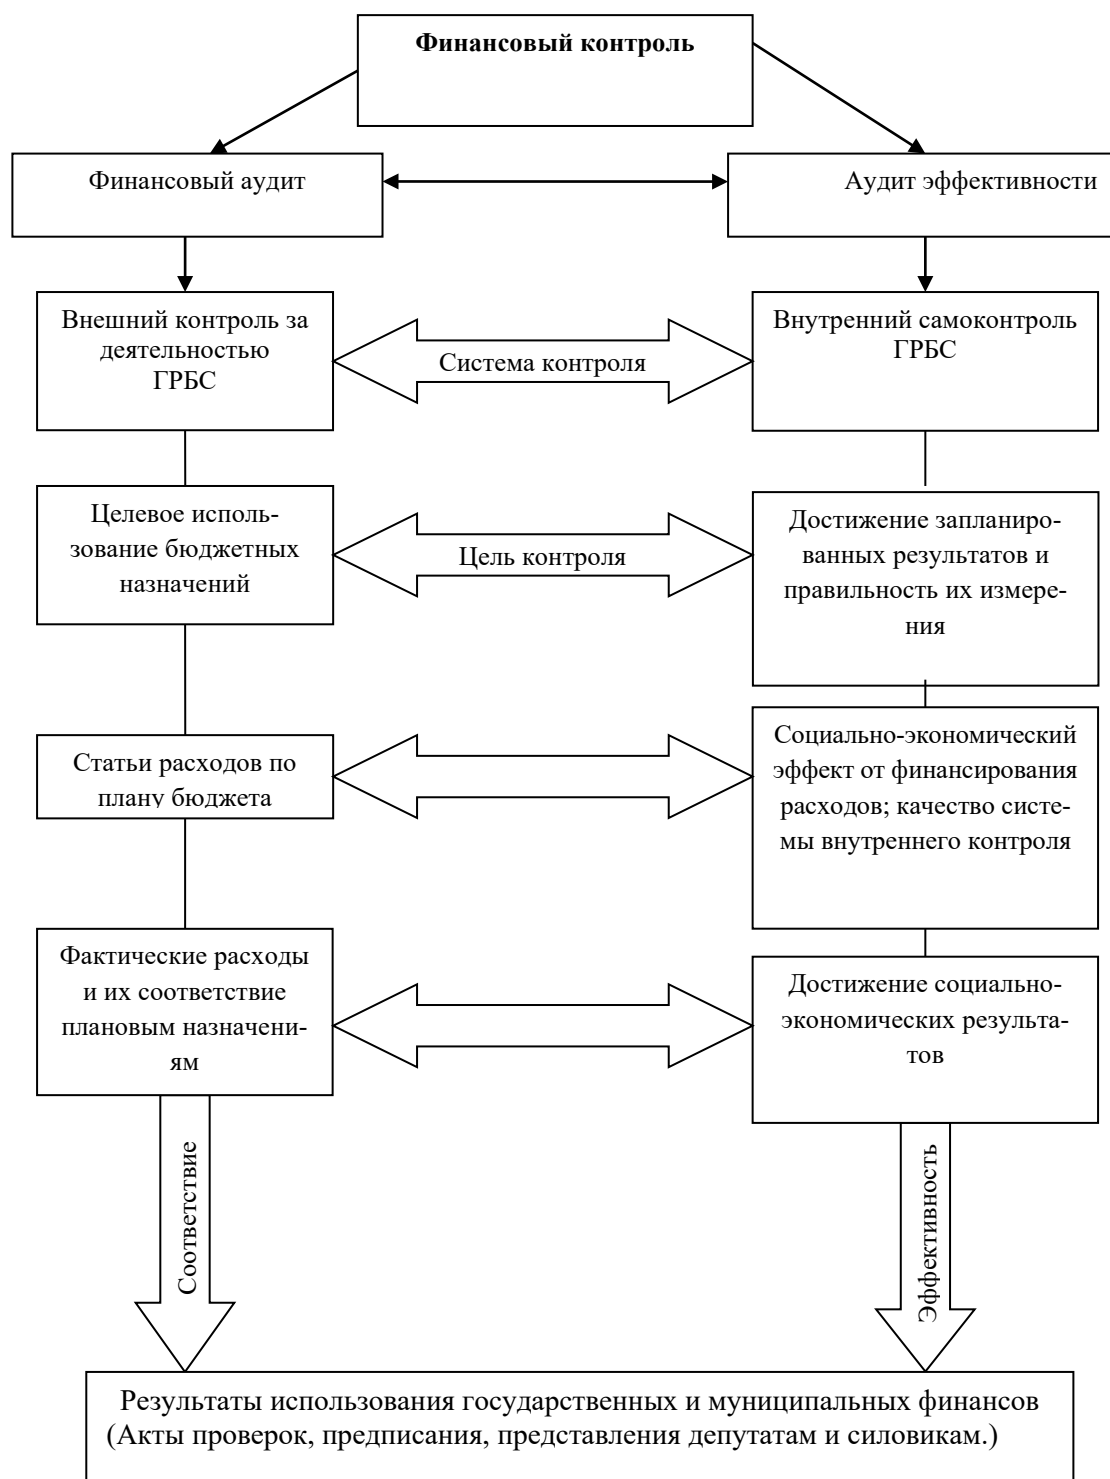 Финансовый контроль
Финансовый аудит
Аудит эффективности
Внешний контроль за
деятельностью
ГРБС
Система контроля
Внутренний самоконтроль
ГРБС
Целевое исполь-
зование бюджетных
назначений
Цель контроля
Достижение запланиро-
ванных результатов и
правильность их измере-
ния
Статьи расходов по
плану бюджета
Социально-экономический
эффект от финансирования
расходов; качество систе-
мы внутреннего контроля
Фактические расходы
и их соответствие
плановым назначени-
ям
Достижение социально-
экономических результа-
тов
Соответствие
Эффективность
Результаты использования государственных и муниципальных финансов
(Акты проверок, предписания, представления депутатам и силовикам.)